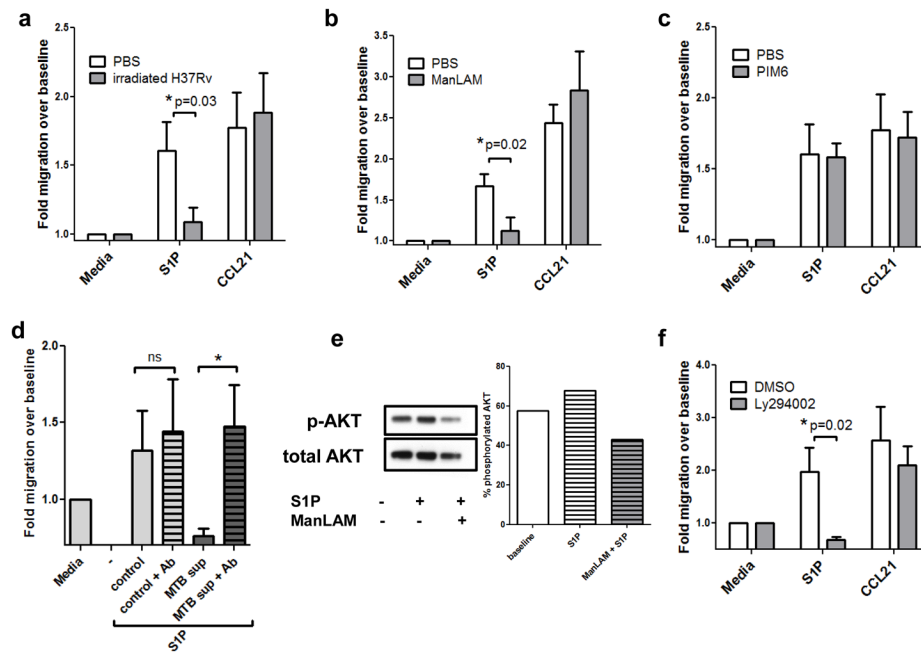 a
Fold migration over baseline
2.5
2.0
1.5
1.0
PBS
irradiated H37Rv
* p=0.03
Media
S1P
CCL21
b
Fold migration over baseline
3.5
3.0
2.5
2.0
1.5
1.0
PBS
ManLAM
* p=0.02
Media
S1P
CCL21
c
Fold migration over baseline
2.5
2.0
1.5
1.0
PBS
PIM6
Media
S1P
CCL21
d
Fold migration over baseline
2.0
1.5
1.0
ns
*
Media
-
control
control + Ab
MTB sup
MTB sup + Ab
S1P
e
p-AKT
total AKT
S1P - + +
ManLAM - - +
% phosphorylated AKT
80
60
40
20
0
baseline
S1P
ManLAM + S1P
f
Fold migration over baseline
4.0
3.0
2.0
1.0
DMSO
Ly294002
* p=0.02
Media
S1P
CCL21